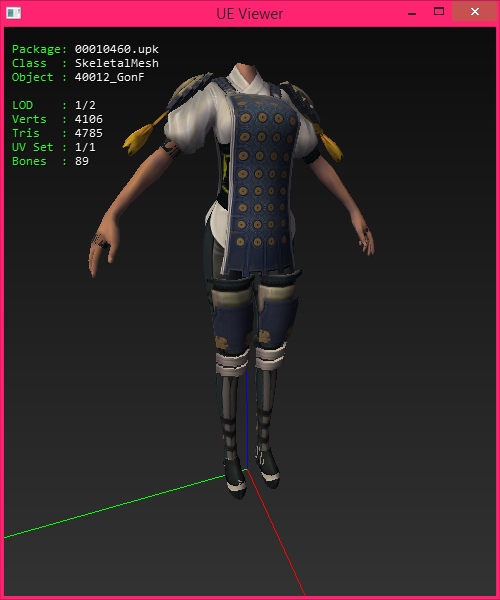 UE Viewer
Package: 00010460.upk
Class : SkeletalMesh
Object : 40012_GonF
LOD : 1/2
Verts : 4106
Tris : 4785
UV Set : 1/1
Bones : 89